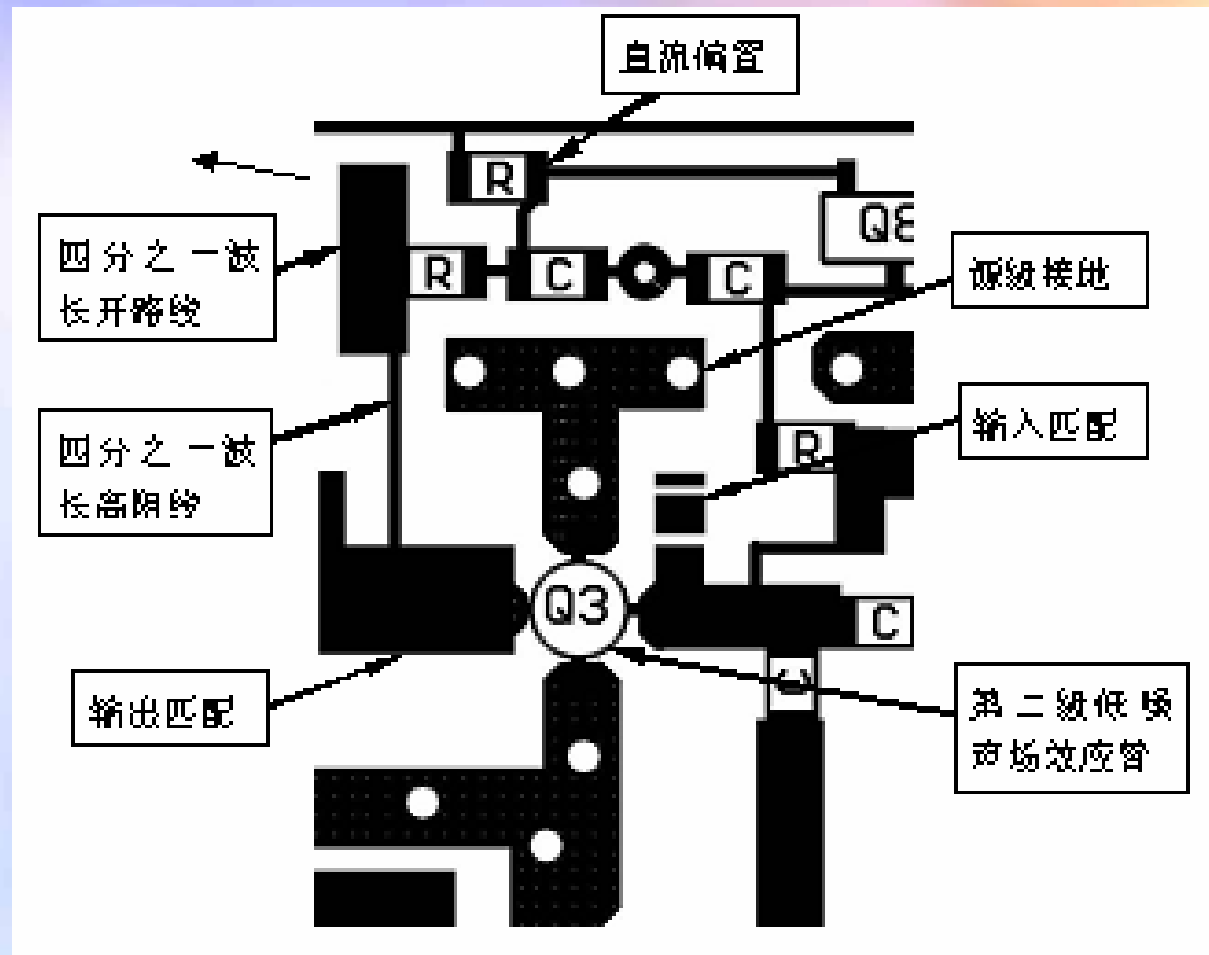 直流偏置
R
Q8
四分之一波
长开路线
R
C
C
源级接地
四分之一波
长高阻线
输入匹配
R
Q3
C
C
输出匹配
第二级低噪
声场效应管